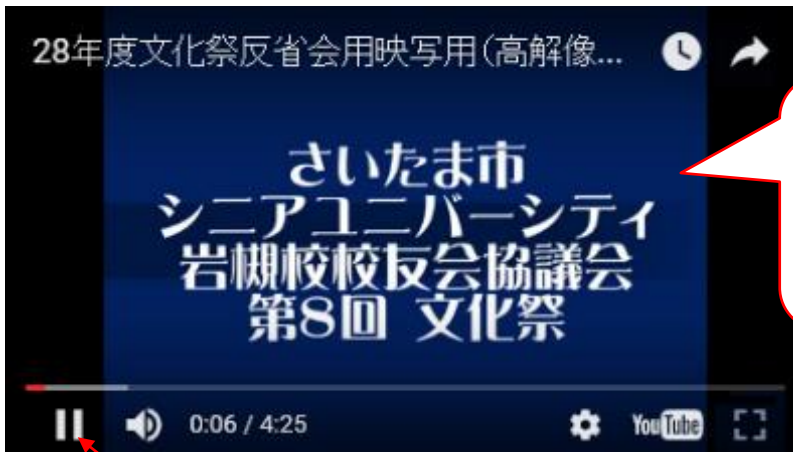 28年度文化祭反省会用映写用(高解像...
さいたま市
シニアユニバーシティ
岩槻校校友会協議会
第8回 文化祭
0:06 / 4:25
YouTube